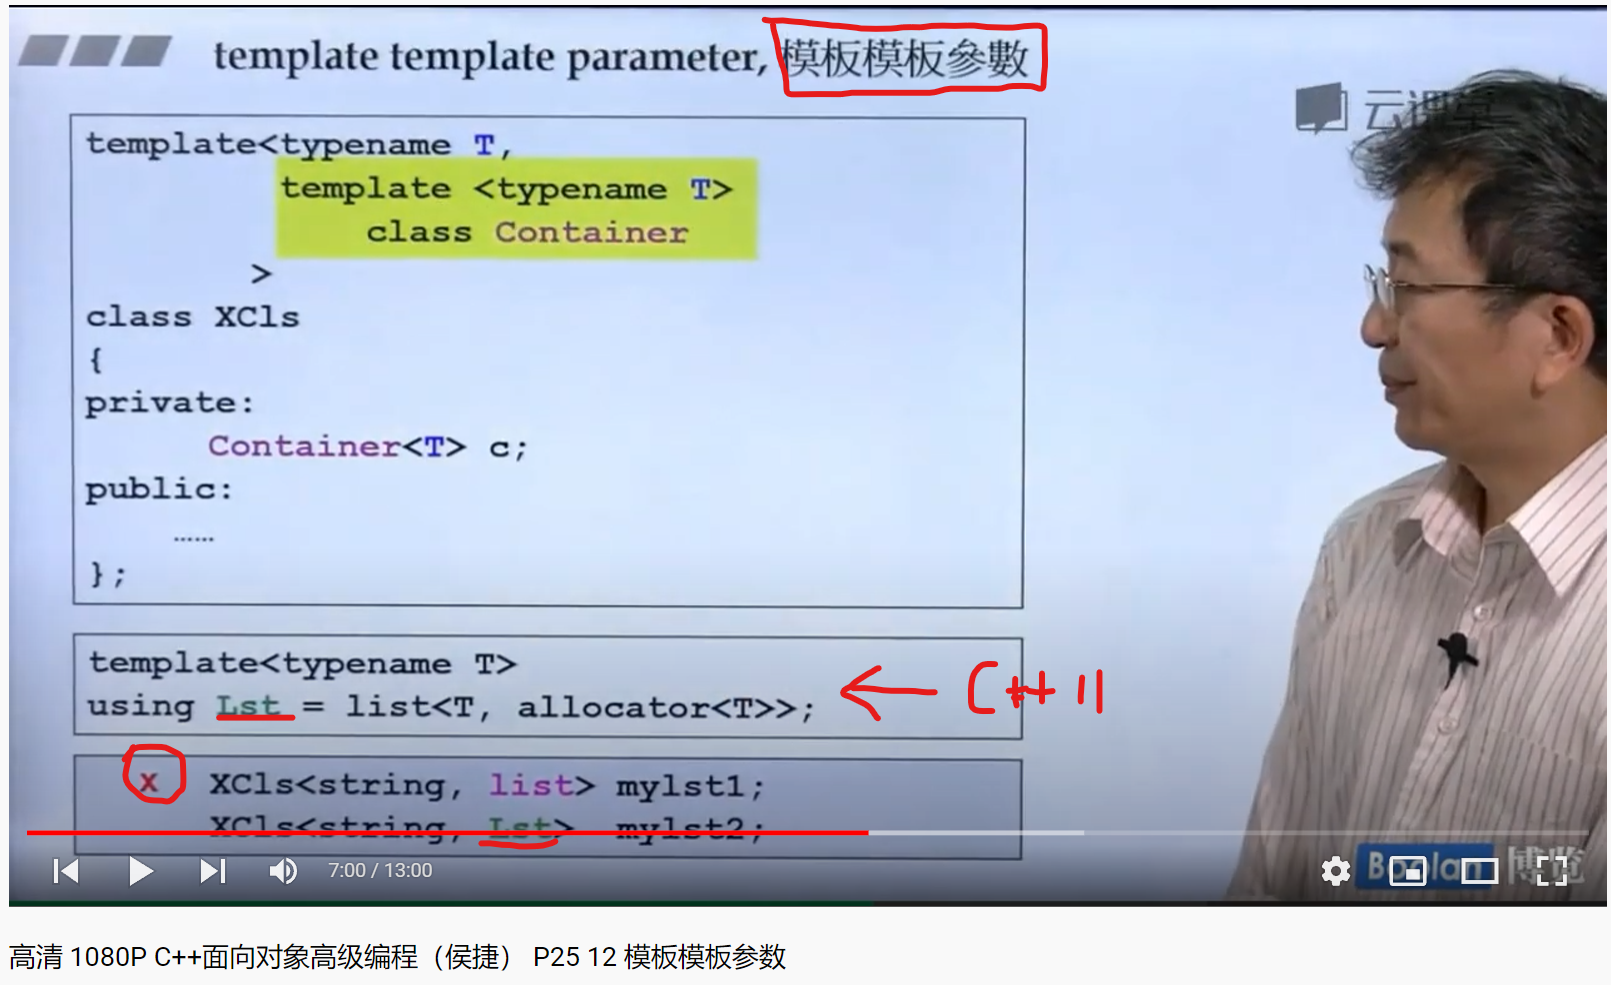 template template parameter, 模板模板參數
云课堂
template<typename T,
template <typename T>
class Container
>
class XCls
{
private:
Container<T> c;
public:
......
};
template<typename T>
using Lst = list<T, allocator<T>>;
← C++ 11
x XCls<string, list> mylst1;
XCls<string, Lst> mylst2;
7:00 / 13:00
Boolan 博览
高清 1080P C++面向对象高级编程（侯捷） P25 12 模板模板参数